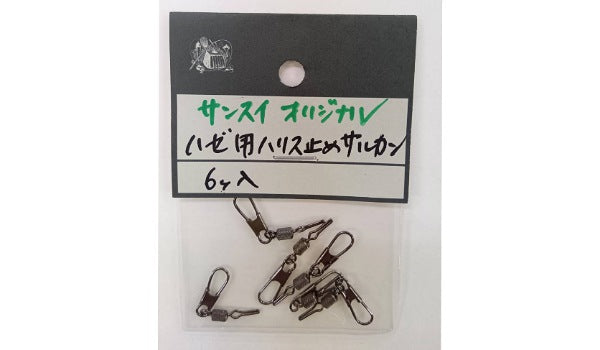 サンスイ オリジナル
ハゼ用ハリス止めサルカン
6ヶ入